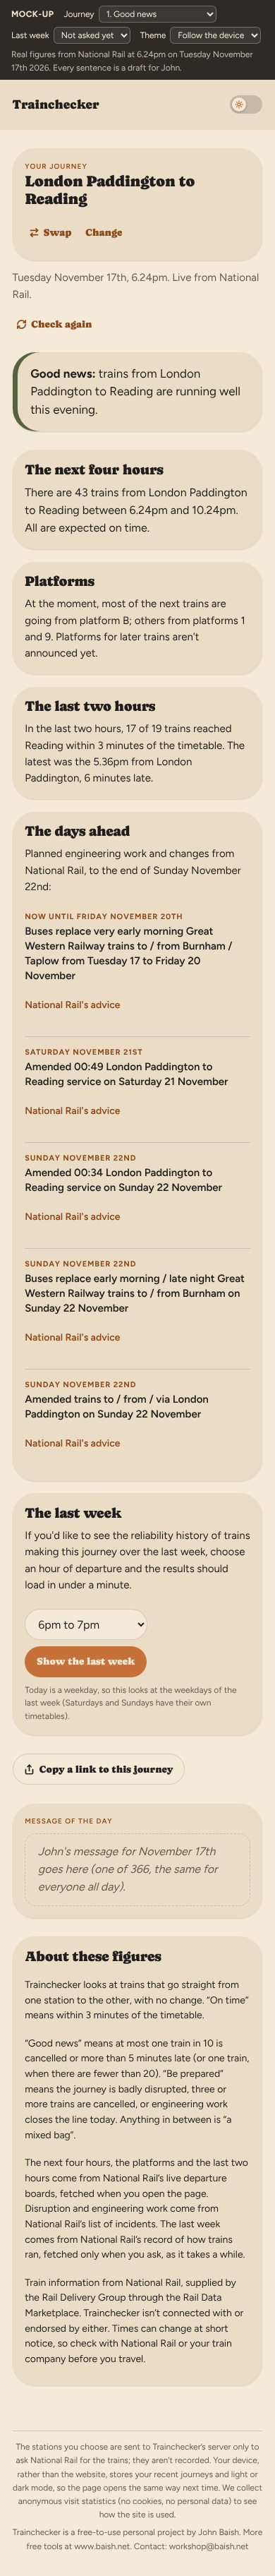 MOCK-UP Journey 1. Good news
Last week Not asked yet Theme Follow the device
Real figures from National Rail at 6.24pm on Tuesday November
17th 2026. Every sentence is a draft for John.
Trainchecker
YOUR JOURNEY
London Paddington to
Reading
Swap Change
Tuesday November 17th, 6.24pm. Live from National
Rail.
Check again
Good news: trains from London
Paddington to Reading are running well
this evening.
The next four hours
There are 43 trains from London Paddington
to Reading between 6.24pm and 10.24pm.
All are expected on time.
Platforms
At the moment, most of the next trains are
going from platform B; others from platforms 1
and 9. Platforms for later trains aren't
announced yet.
The last two hours
In the last two hours, 17 of 19 trains reached
Reading within 3 minutes of the timetable. The
latest was the 5.36pm from London
Paddington, 6 minutes late.
The days ahead
Planned engineering work and changes from
National Rail, to the end of Sunday November
22nd:
NOW UNTIL FRIDAY NOVEMBER 20TH
Buses replace very early morning Great
Western Railway trains to / from Burnham /
Taplow from Tuesday 17 to Friday 20
November
National Rail's advice
SATURDAY NOVEMBER 21ST
Amended 00:49 London Paddington to
Reading service on Saturday 21 November
National Rail's advice
SUNDAY NOVEMBER 22ND
Amended 00:34 London Paddington to
Reading service on Sunday 22 November
National Rail's advice
SUNDAY NOVEMBER 22ND
Buses replace early morning / late night Great
Western Railway trains to / from Burnham on
Sunday 22 November
National Rail's advice
SUNDAY NOVEMBER 22ND
Amended trains to / from / via London
Paddington on Sunday 22 November
National Rail's advice
The last week
If you'd like to see the reliability history of trains
making this journey over the last week, choose
an hour of departure and the results should
load in under a minute.
6pm to 7pm
Show the last week
Today is a weekday, so this looks at the weekdays of the
last week (Saturdays and Sundays have their own
timetables).
Copy a link to this journey
MESSAGE OF THE DAY
John's message for November 17th
goes here (one of 366, the same for
everyone all day).
About these figures
Trainchecker looks at trains that go straight from
one station to the other, with no change. "On time"
means within 3 minutes of the timetable.
"Good news" means at most one train in 10 is
cancelled or more than 5 minutes late (or one train,
when there are fewer than 20). "Be prepared"
means the journey is badly disrupted, three or
more trains are cancelled, or engineering work
closes the line today. Anything in between is "a
mixed bag".
The next four hours, the platforms and the last two
hours come from National Rail's live departure
boards, fetched when you open the page.
Disruption and engineering work come from
National Rail's list of incidents. The last week
comes from National Rail's record of how trains
ran, fetched only when you ask, as it takes a while.
Train information from National Rail, supplied by
the Rail Delivery Group through the Rail Data
Marketplace. Trainchecker isn't connected with or
endorsed by either. Times can change at short
notice, so check with National Rail or your train
company before you travel.
The stations you choose are sent to Trainchecker's server only to
ask National Rail for the trains; they aren't recorded. Your device,
rather than the website, stores your recent journeys and light or
dark mode, so the page opens the same way next time. We collect
anonymous visit statistics (no cookies, no personal data) to see
how the site is used.
Trainchecker is a free-to-use personal project by John Baish. More
free tools at www.baish.net. Contact: workshop@baish.net